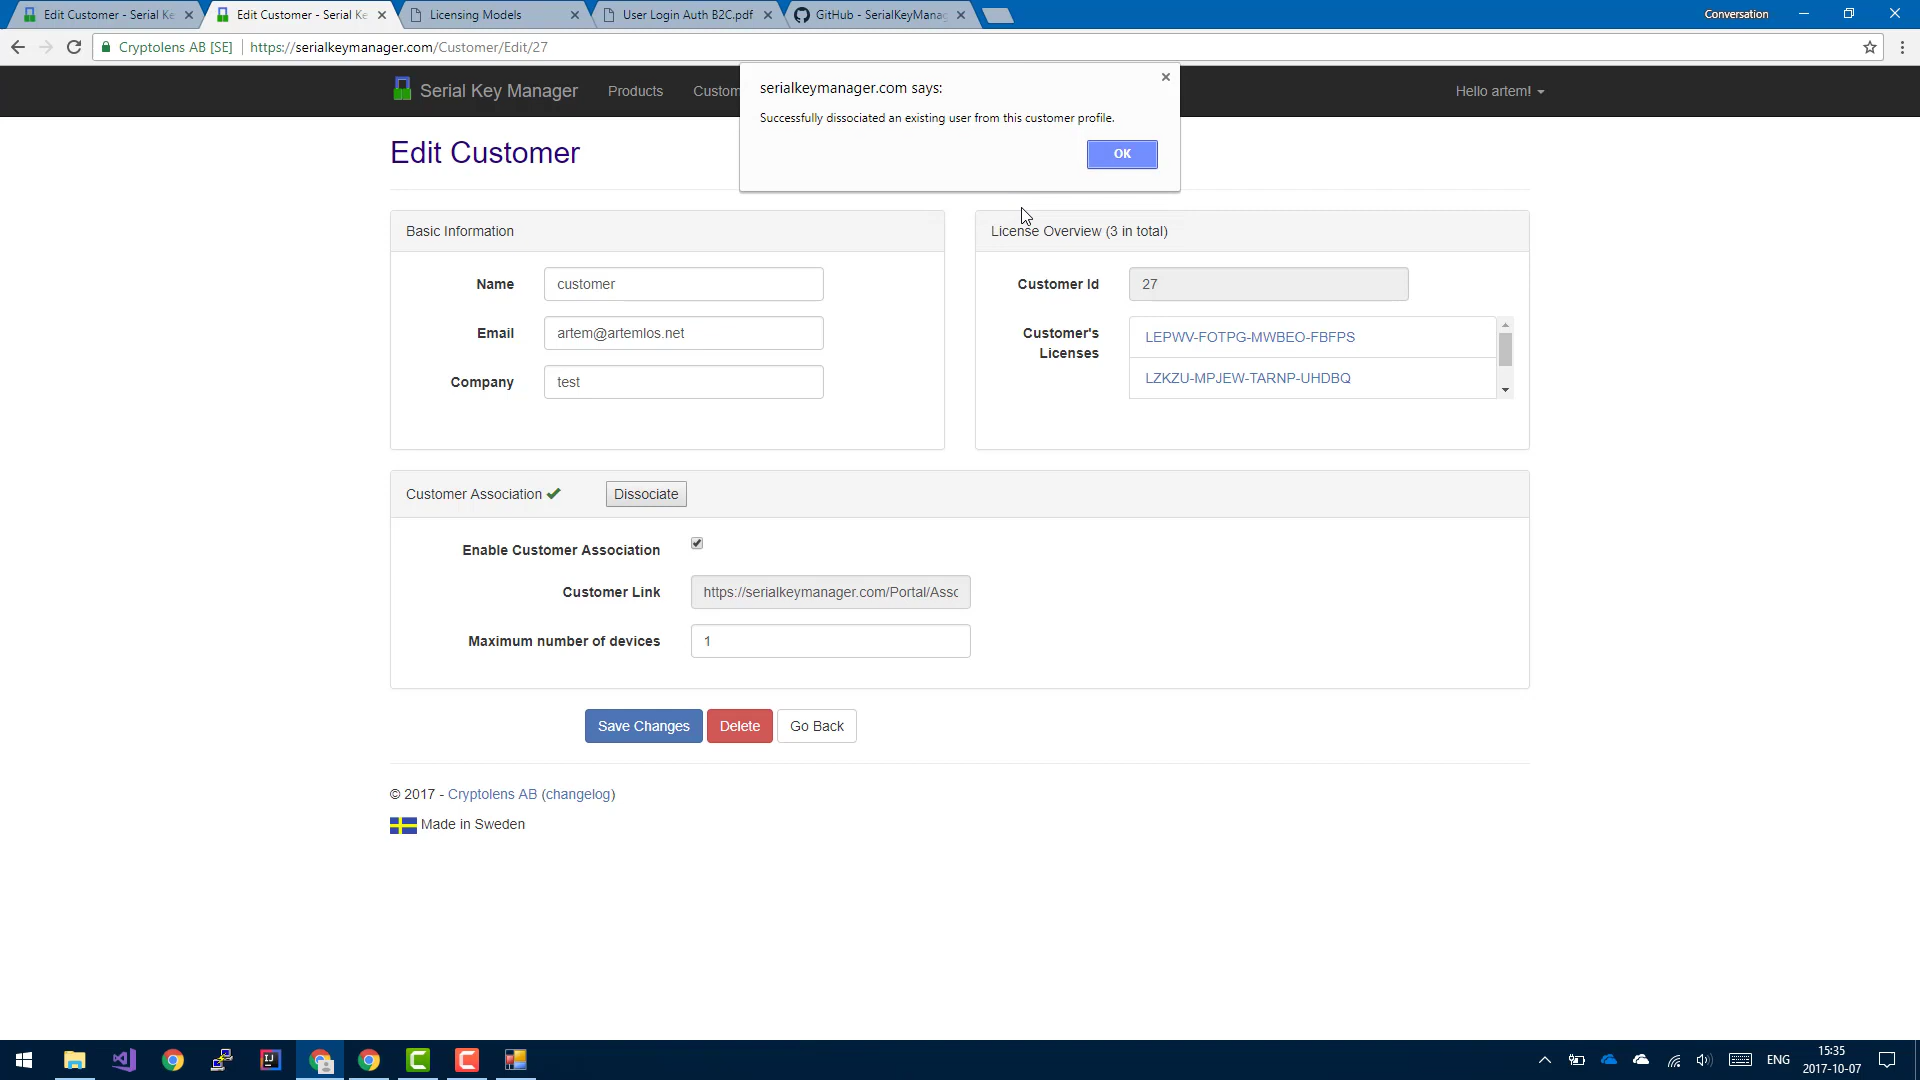 Edit Customer - Serial Ke
Edit Customer - Serial Ke
Licensing Models
User Login Auth B2C.pdf
GitHub - SerialKeyManag
Conversation
Cryptolens AB [SE]
https://serialkeymanager.com/Customer/Edit/27
Serial Key Manager
Products
Custom
Hello artem!
serialkeymanager.com says:
Successfully dissociated an existing user from this customer profile.
OK
Edit Customer
Basic Information
Name
customer
Email
artem@artemlos.net
Company
test
License Overview (3 in total)
Customer Id
27
Customer's
Licenses
LEPWV-FOTPG-MWBEO-FBFPS
LZKZU-MPJEW-TARNP-UHDBQ
Customer Association
Dissociate
Enable Customer Association
Customer Link
https://serialkeymanager.com/Portal/Assc
Maximum number of devices
1
Save Changes
Delete
Go Back
© 2017 - Cryptolens AB (changelog)
Made in Sweden
IJ
ENG
15:35
2017-10-07